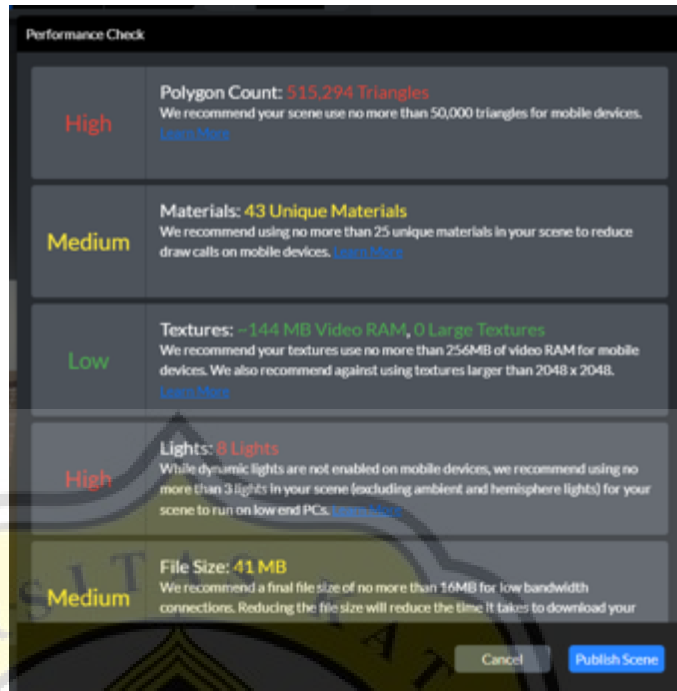 Performance Check
High
Polygon Count: 515,294 Triangles
We recommend your scene use no more than 50,000 triangles for mobile devices.
Learn More
Medium
Materials: 43 Unique Materials
We recommend using no more than 25 unique materials in your scene to reduce
draw calls on mobile devices. Learn More
Low
Textures: ~144 MB Video RAM, 0 Large Textures
We recommend your textures use no more than 256MB of video RAM for mobile
devices. We also recommend against using textures larger than 2048 x 2048.
Learn More
High
Lights: 8 Lights
While dynamic lights are not enabled on mobile devices, we recommend using no
more than 3 lights in your scene (excluding ambient and hemisphere lights) for your
scene to run on low end PCs. Learn More
Medium
File Size: 41 MB
We recommend a final file size of no more than 16MB for low bandwidth
connections. Reducing the file size will reduce the time it takes to download your
SITAS KAT
Cancel
Publish Scene